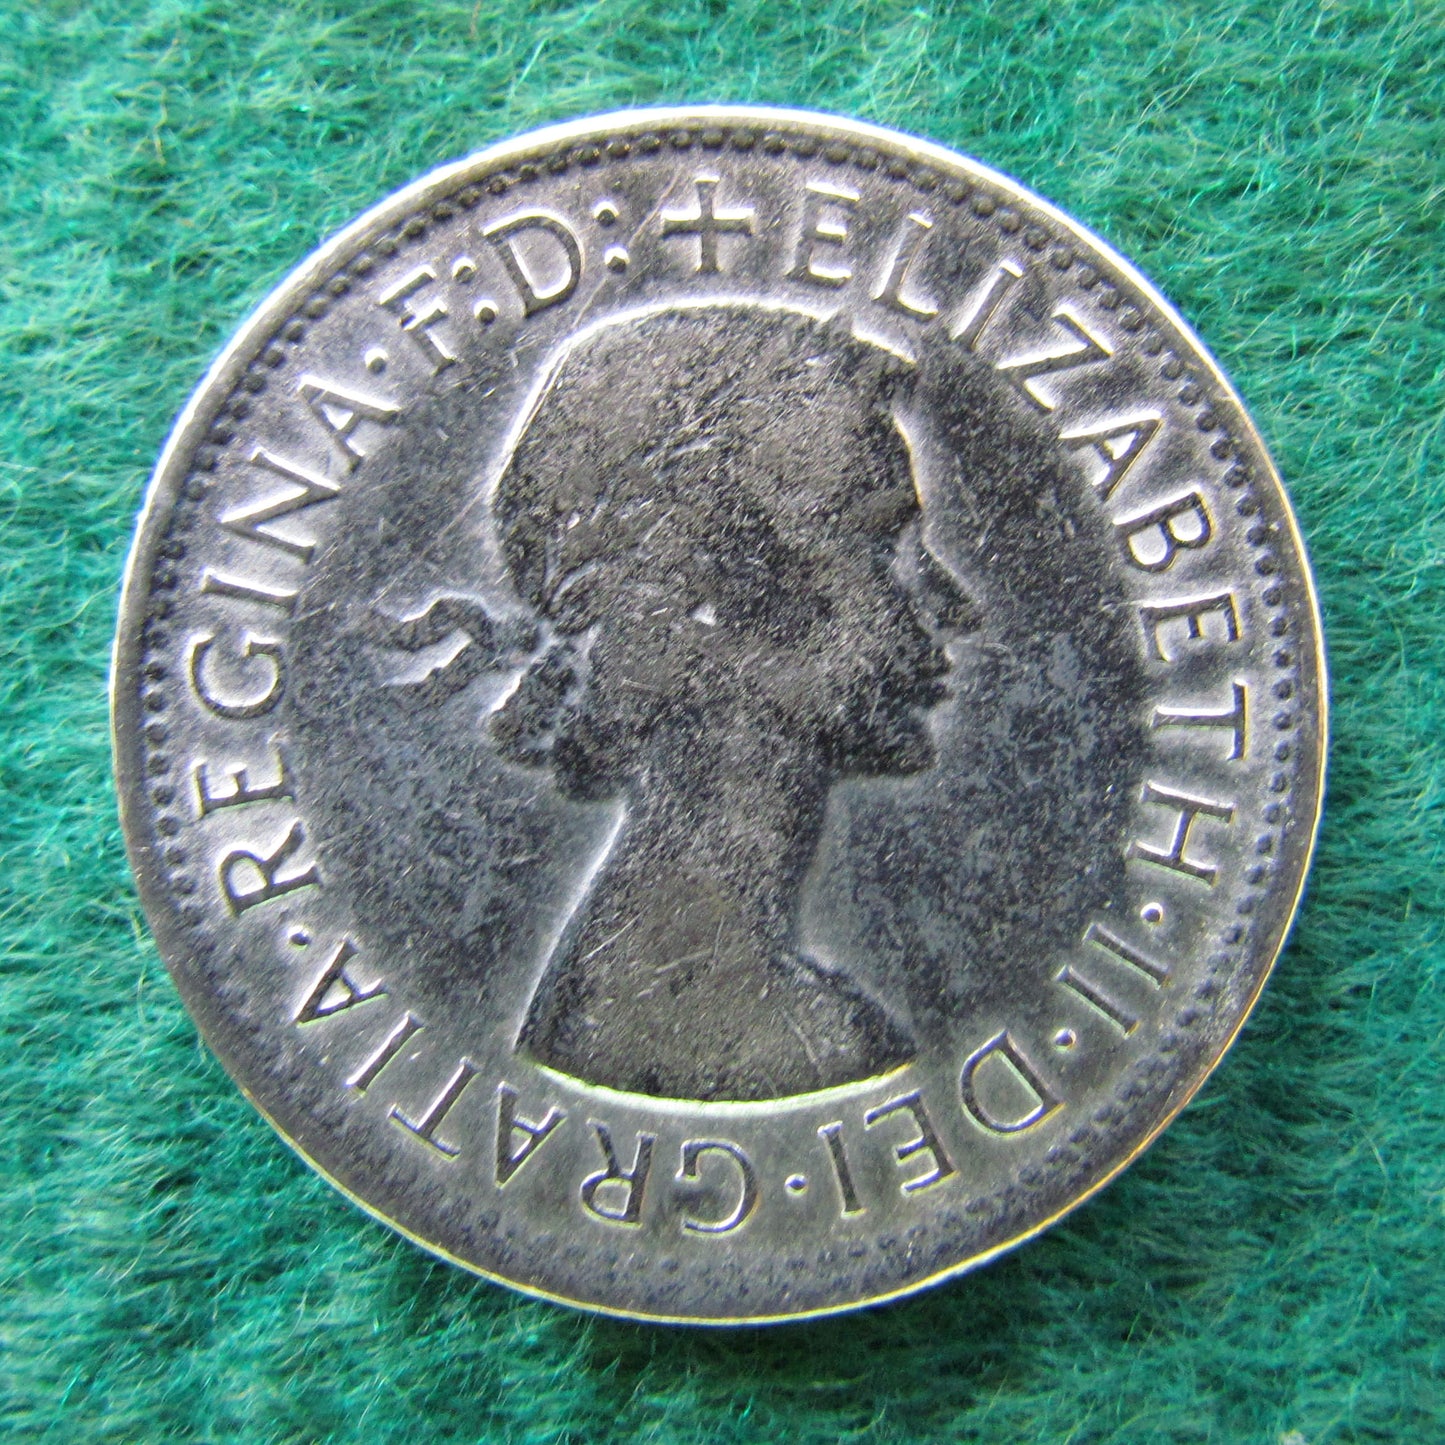 + ELIZABETH · II · DEI · GRATIA · REGINA · F:D: